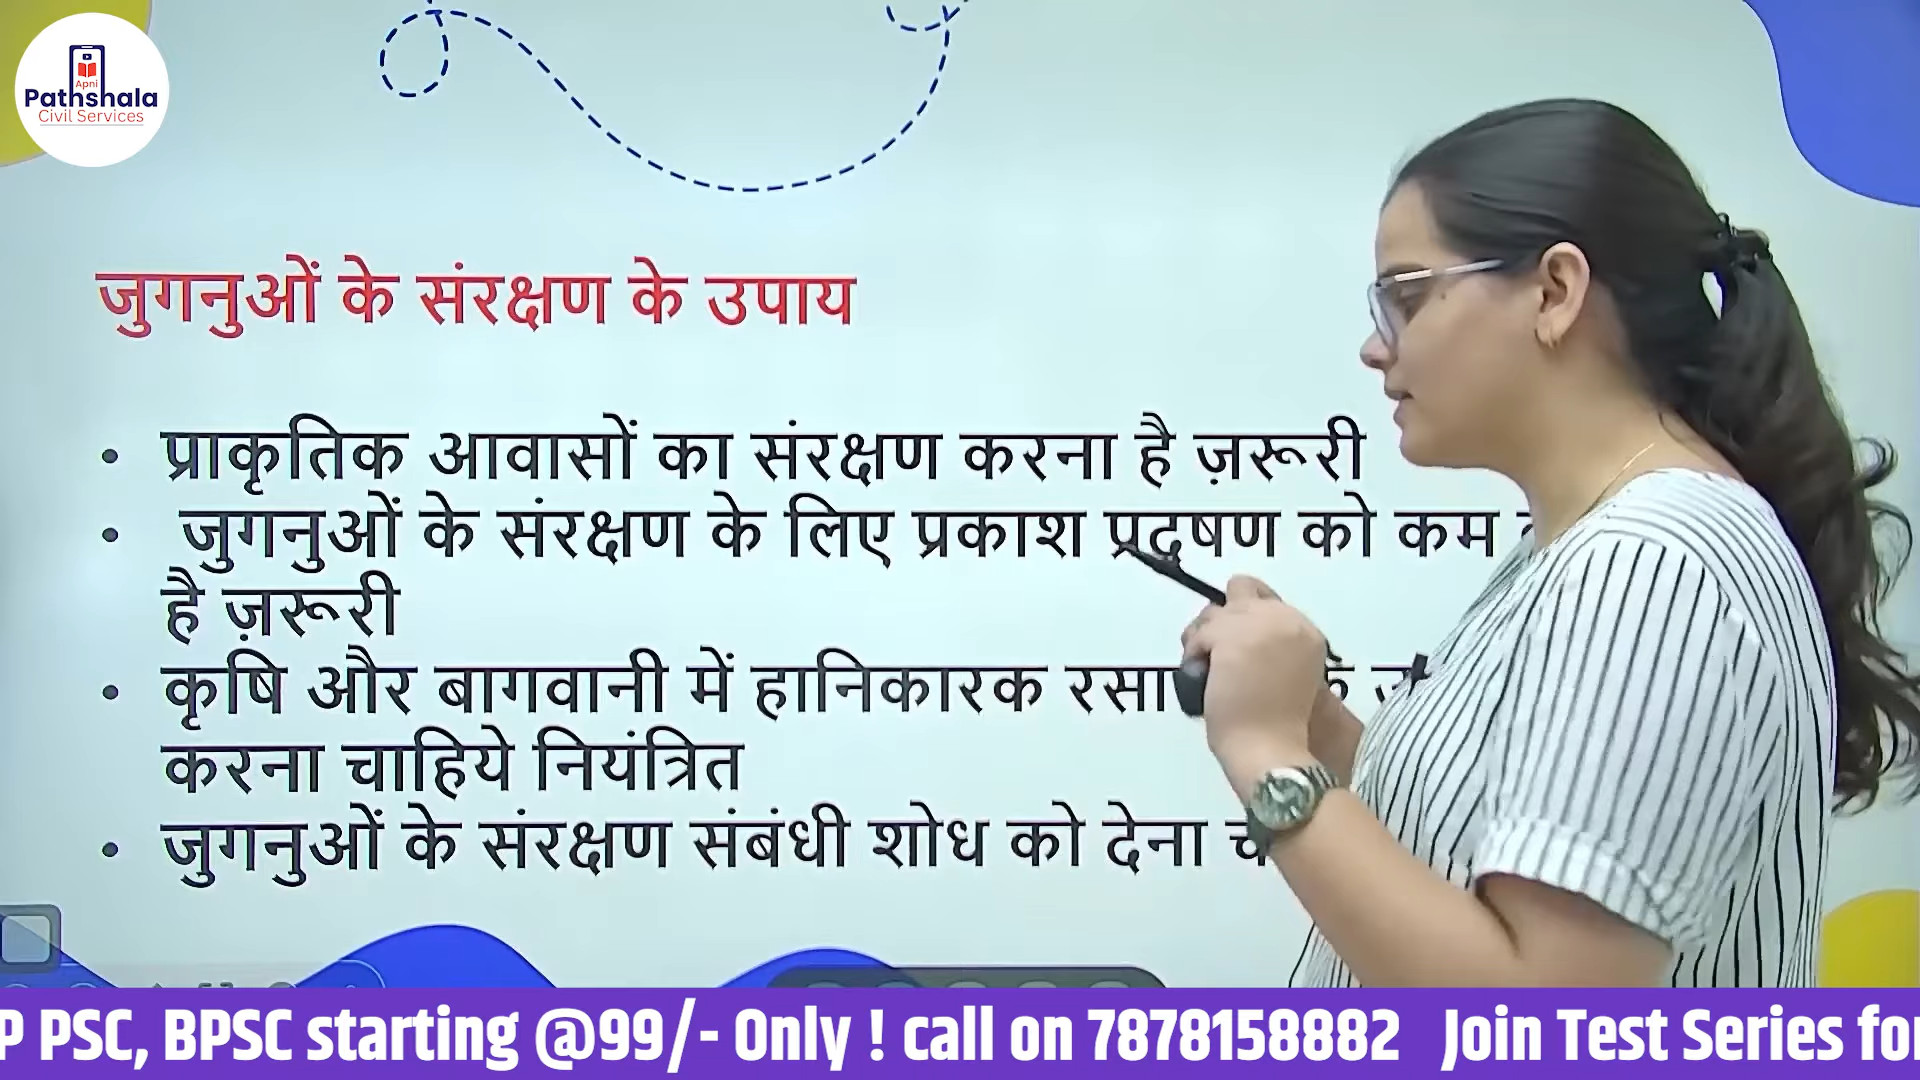 Apni
Pathshala
Civil Services
जुगनुओं के संरक्षण के उपाय
• प्राकृतिक आवासों का संरक्षण करना है ज़रूरी
• जुगनुओं के संरक्षण के लिए प्रकाश प्रदूषण को कम
है ज़रूरी
• कृषि और बागवानी में हानिकारक
करना चाहिये नियंत्रित
• जुगनुओं के संरक्षण संबंधी शोध को देना
P PSC, BPSC starting @99/- Only ! call on 7878158882 Join Test Series for